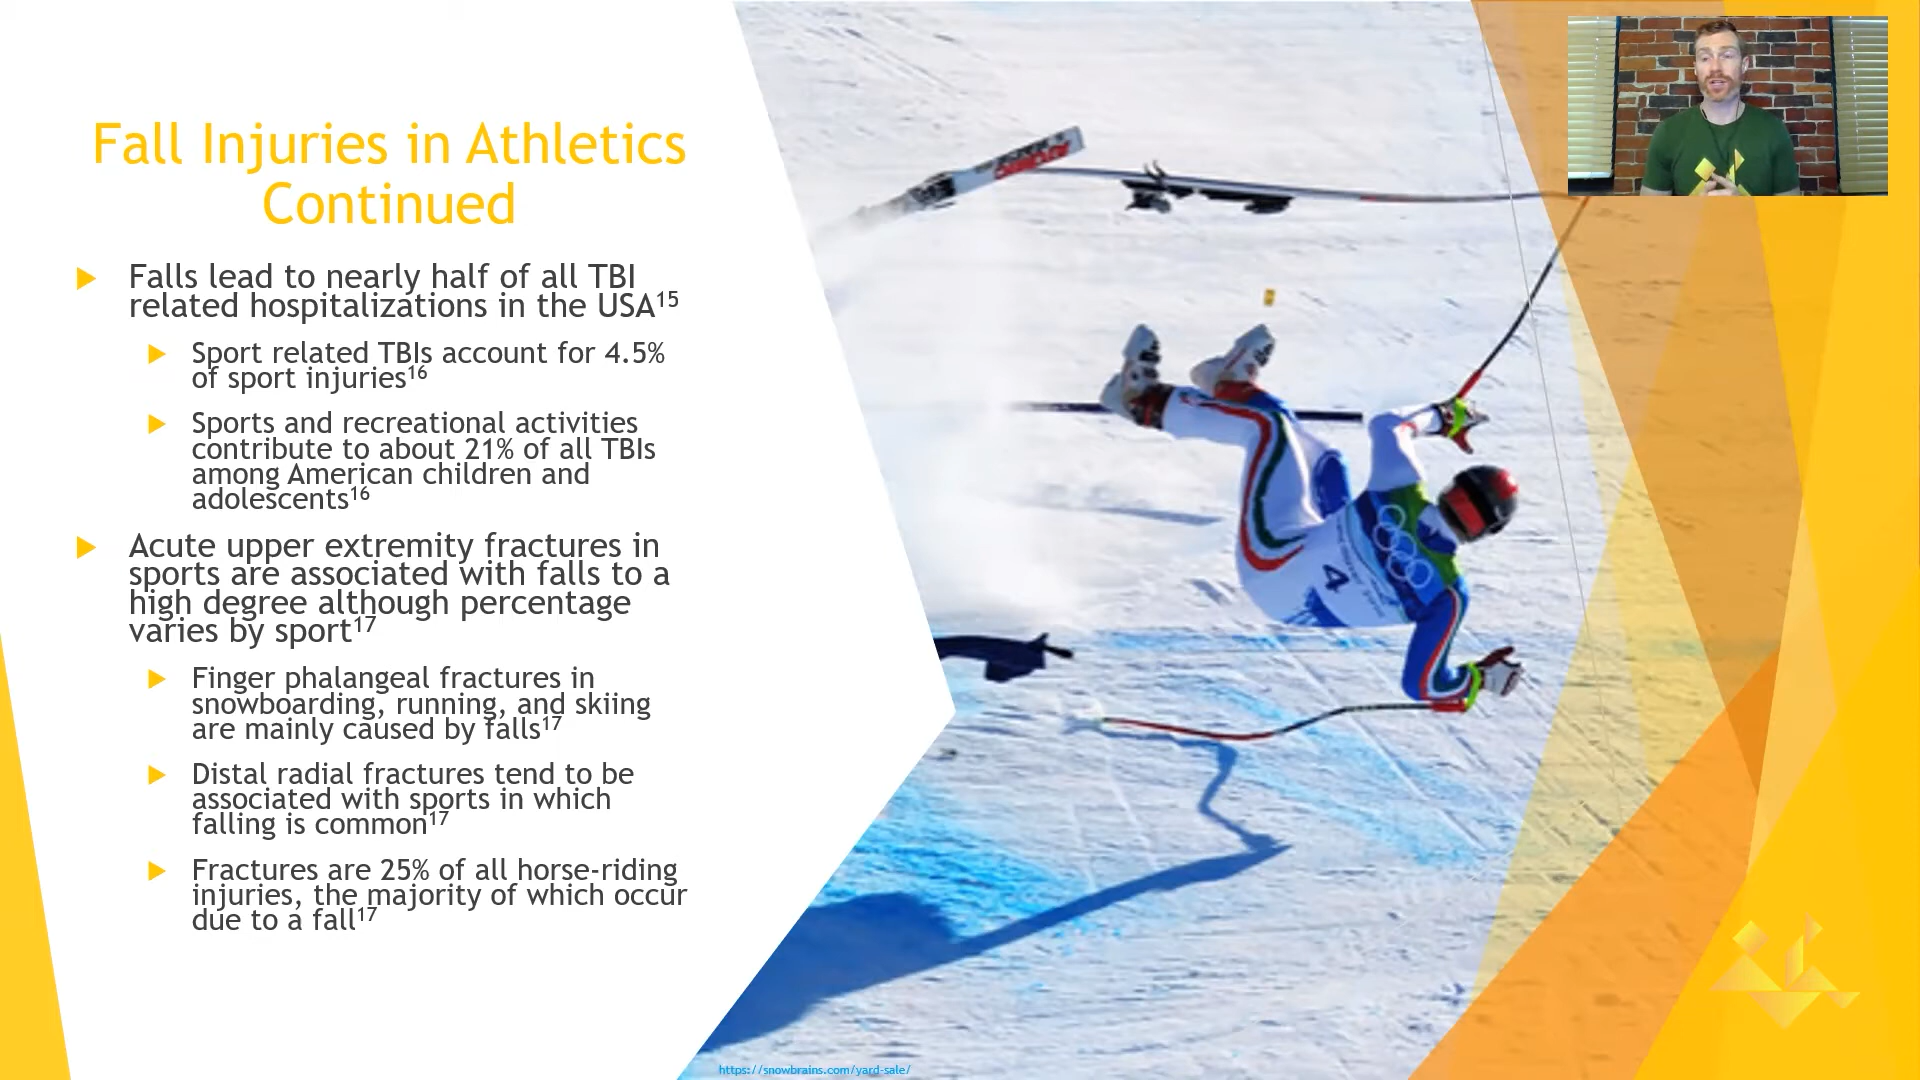 Fall Injuries in Athletics
Continued
Falls lead to nearly half of all TBI
related hospitalizations in the USA15
Sport related TBIs account for 4.5%
of sport injuries16
Sports and recreational activities
contribute to about 21% of all TBIs
among American children and
adolescents16
Acute upper extremity fractures in
sports are associated with falls to a
high degree although percentage
varies by sport17
Finger phalangeal fractures in
snowboarding, running, and skiing
are mainly caused by falls17
Distal radial fractures tend to be
associated with sports in which
falling is common17
Fractures are 25% of all horse-riding
injuries, the majority of which occur
due to a fall17
4
https://snowbrains.com/yard-sale/